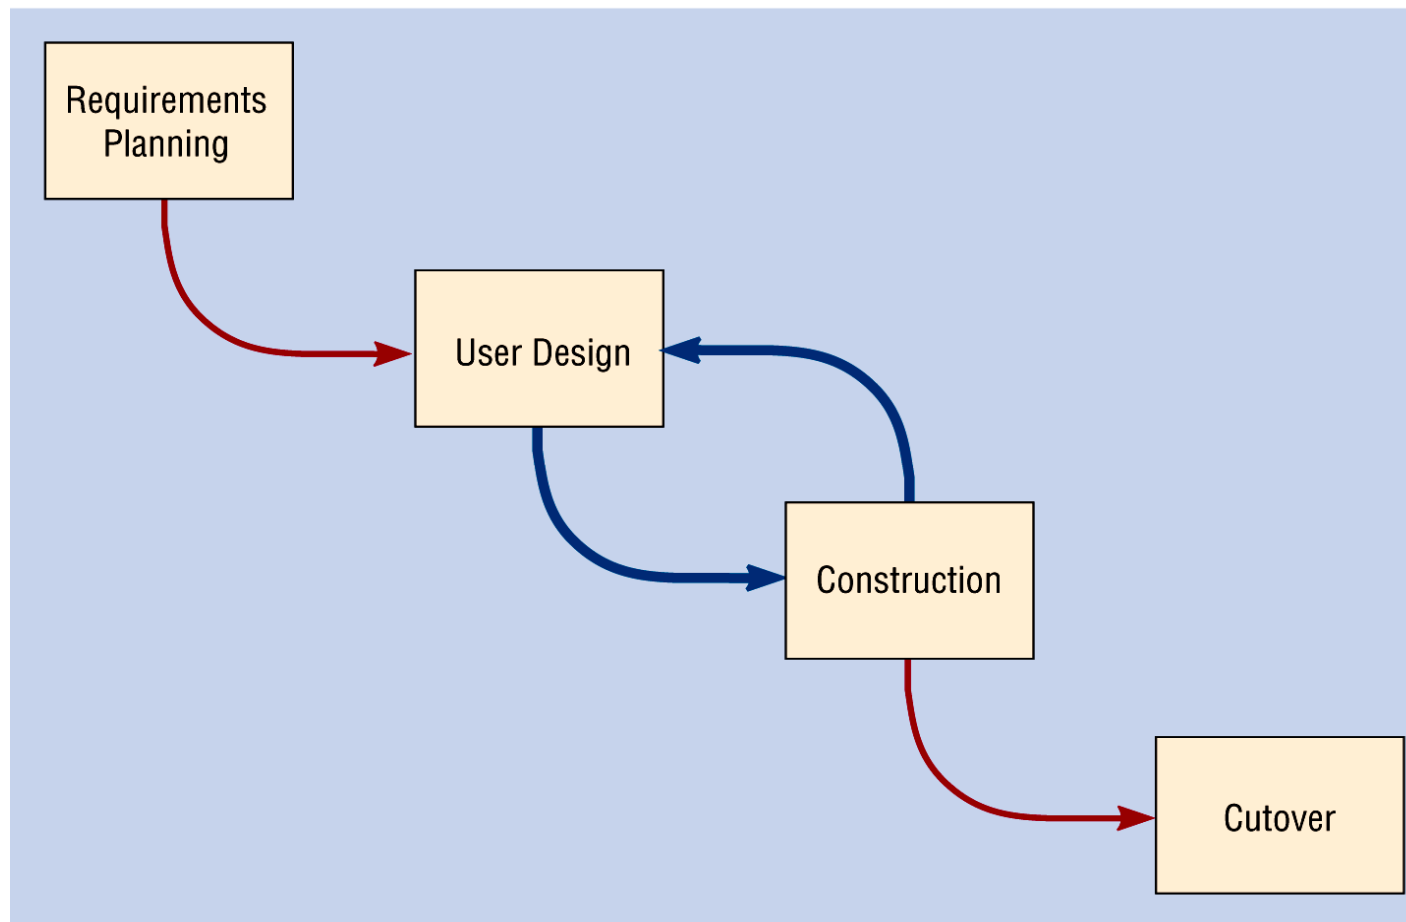 Requirements
Planning
User Design
Construction
Cutover